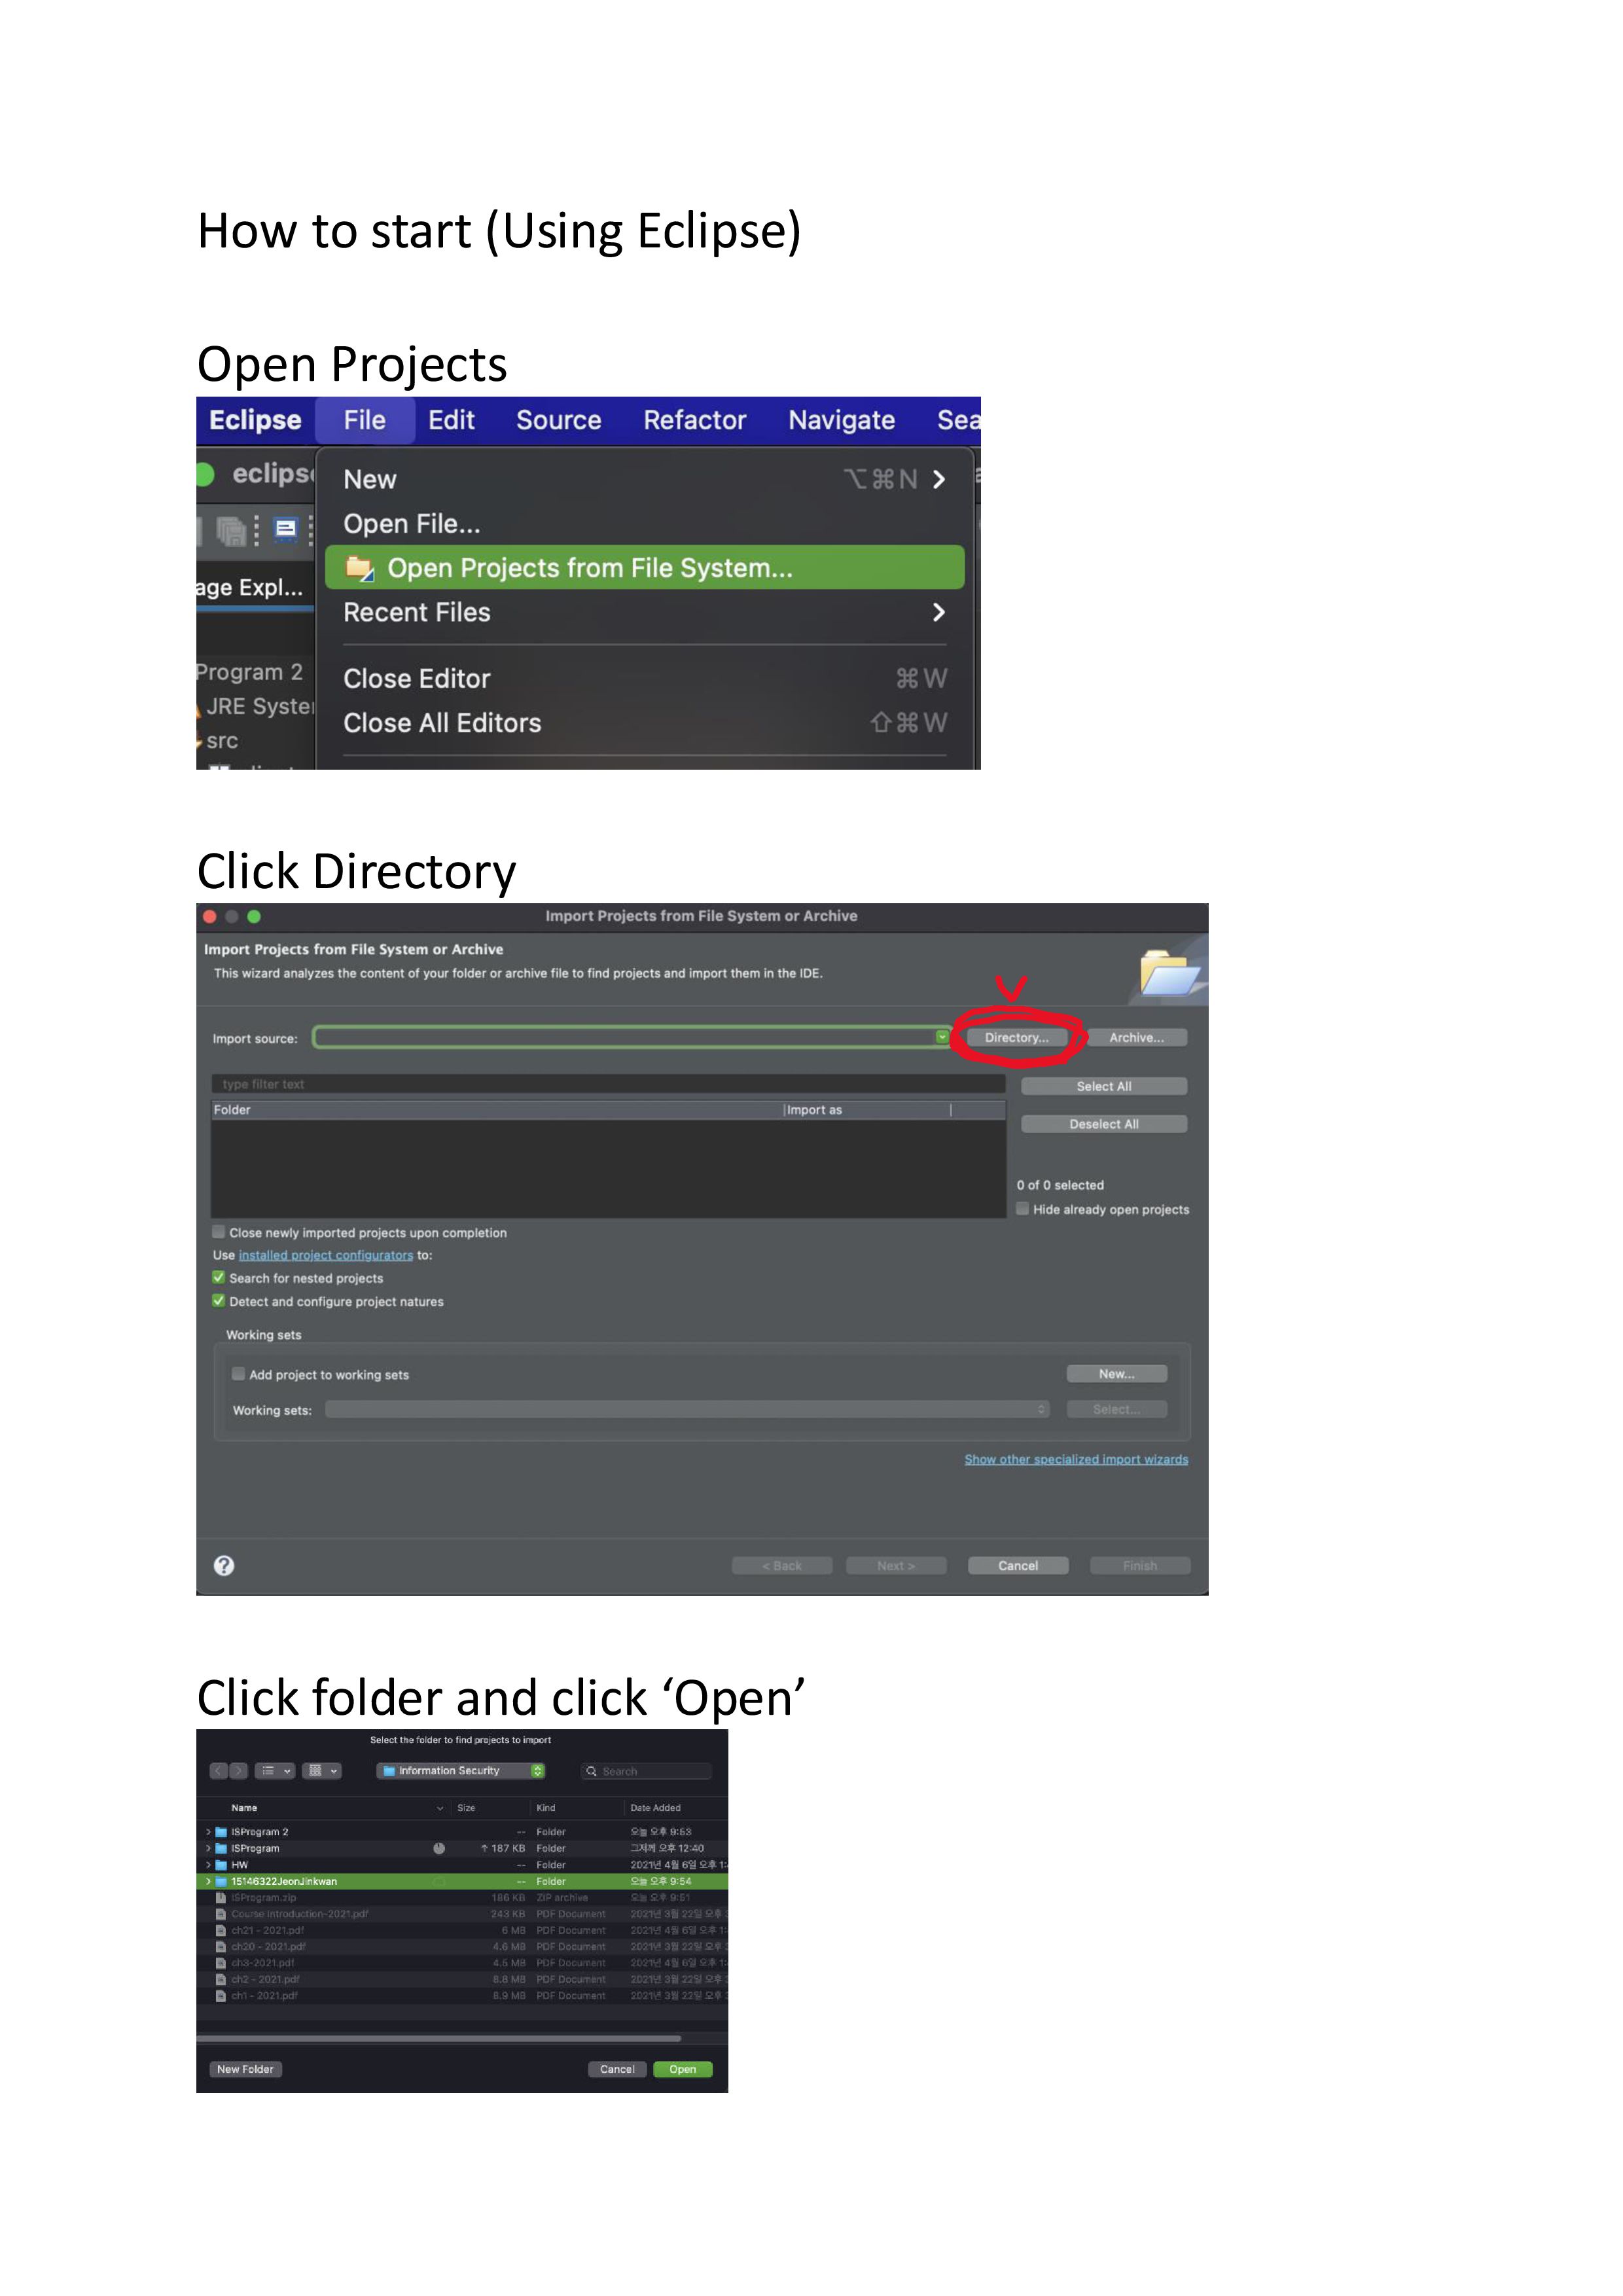 How to start (Using Eclipse)
Open Projects
Eclipse File Edit Source Refactor Navigate Sea
eclips
New ⌥⌘N
Open File...
Open Projects from File System...
age Expl...
Recent Files
Program 2
Close Editor ⌘W
JRE Syste
Close All Editors ⇧⌘W
src
Click Directory
Import Projects from File System or Archive
Import Projects from File System or Archive
This wizard analyzes the content of your folder or archive file to find projects and import them in the IDE.
V
Import source: Directory... Archive...
type filter text Select All
Folder Import as
Deselect All
0 of 0 selected
Hide already open projects
Close newly imported projects upon completion
Use installed project configurators to:
Search for nested projects
Detect and configure project natures
Working sets
Add project to working sets New...
Working sets: Select...
Show other specialized import wizards
? < Back Next > Cancel Finish
Click folder and click ‘Open’
Select the folder to find projects to import
Information Security Search
Name Size Kind Date Added
ISProgram 2 -- Folder 오늘 오후 9:53
ISProgram ↑ 187 KB Folder 그저께 오후 12:40
HW -- Folder 2021년 4월 6일 오후 1:
15146322JeonJinkwan -- Folder 오늘 오후 9:54
ISProgram.zip 186 KB ZIP archive 오늘 오후 9:51
Course Introduction-2021.pdf 243 KB PDF Document 2021년 3월 22일 오후
ch21 - 2021.pdf 6 MB PDF Document 2021년 4월 6일 오후 1:
ch20 - 2021.pdf 4.6 MB PDF Document 2021년 3월 22일 오후
ch3-2021.pdf 4.5 MB PDF Document 2021년 4월 6일 오후 1:
ch2 - 2021.pdf 8.8 MB PDF Document 2021년 3월 22일 오후
ch1 - 2021.pdf 8.9 MB PDF Document 2021년 3월 22일 오후
New Folder Cancel Open